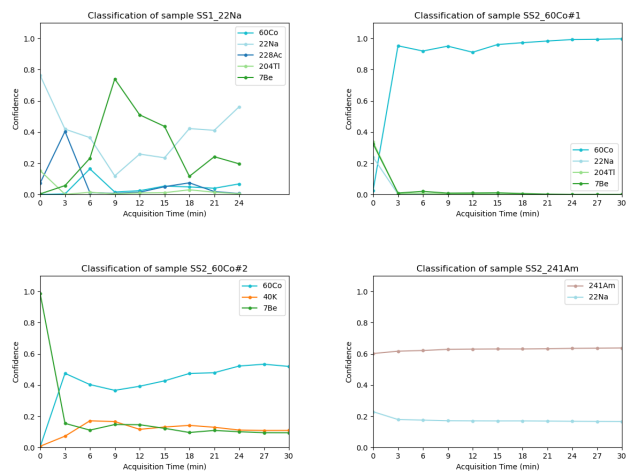 Classification of sample SS1_22Na
1.0
0.8
0.6
0.4
0.2
0.0
Confidence
0 3 6 9 12 15 18 21 24
Acquisition Time (min)
60Co
22Na
228Ac
204Tl
7Be
Classification of sample SS2_60Co#1
1.0
0.8
0.6
0.4
0.2
0.0
Confidence
0 3 6 9 12 15 18 21 24 27 30
Acquisition Time (min)
60Co
22Na
204Tl
7Be
Classification of sample SS2_60Co#2
1.0
0.8
0.6
0.4
0.2
0.0
Confidence
0 3 6 9 12 15 18 21 24 27 30
Acquisition Time (min)
60Co
40K
7Be
Classification of sample SS2_241Am
1.0
0.8
0.6
0.4
0.2
0.0
Confidence
0 3 6 9 12 15 18 21 24 27 30
Acquisition Time (min)
241Am
22Na